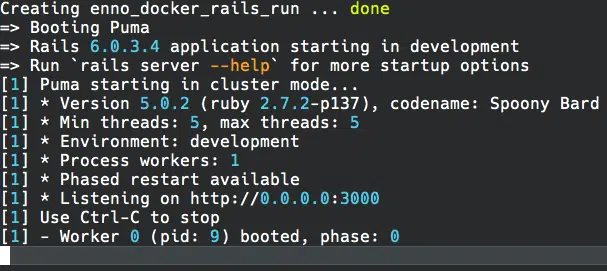 Creating enno_docker_rails_run ... done
=> Booting Puma
=> Rails 6.0.3.4 application starting in development
=> Run `rails server --help` for more startup options
[1] Puma starting in cluster mode...
[1] * Version 5.0.2 (ruby 2.7.2-p137), codename: Spoony Bard
[1] * Min threads: 5, max threads: 5
[1] * Environment: development
[1] * Process workers: 1
[1] * Phased restart available
[1] * Listening on http://0.0.0.0:3000
[1] Use Ctrl-C to stop
[1] - Worker 0 (pid: 9) booted, phase: 0